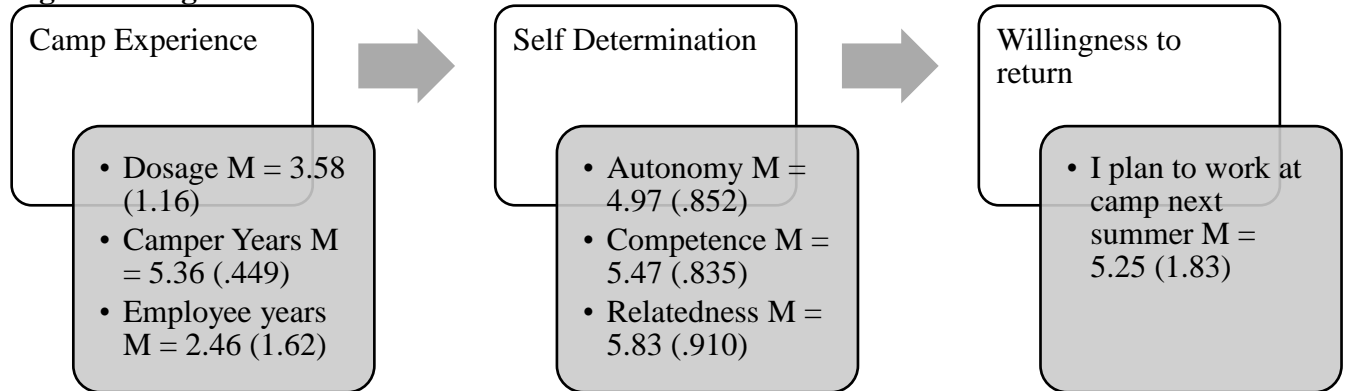 Camp Experience
• Dosage M = 3.58
(1.16)
• Camper Years M
= 5.36 (.449)
• Employee years
M = 2.46 (1.62)
Self Determination
• Autonomy M =
4.97 (.852)
• Competence M =
5.47 (.835)
• Relatedness M =
5.83 (.910)
Willingness to
return
• I plan to work at
camp next
summer M =
5.25 (1.83)